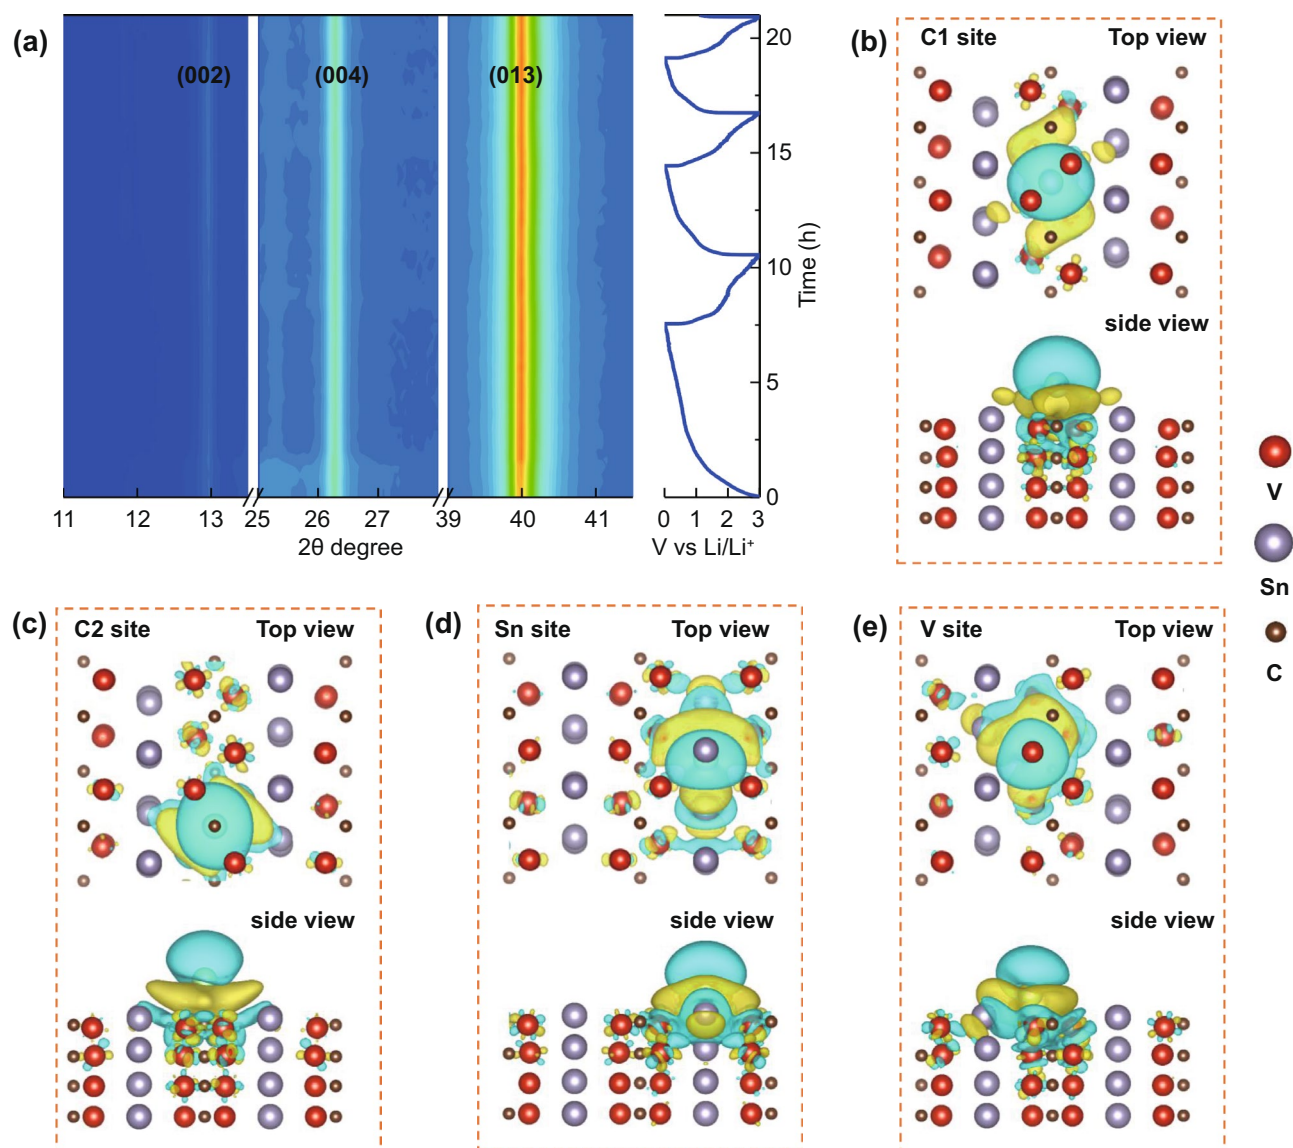 (a)
(002)
(004)
(013)
11
12
13
25
26
27
39
40
41
2θ degree
0
5
10
15
20
Time (h)
0
1
2
3
V vs Li/Li⁺
(b)
C1 site
Top view
side view
V
Sn
C
(c)
C2 site
Top view
side view
(d)
Sn site
Top view
side view
(e)
V site
Top view
side view